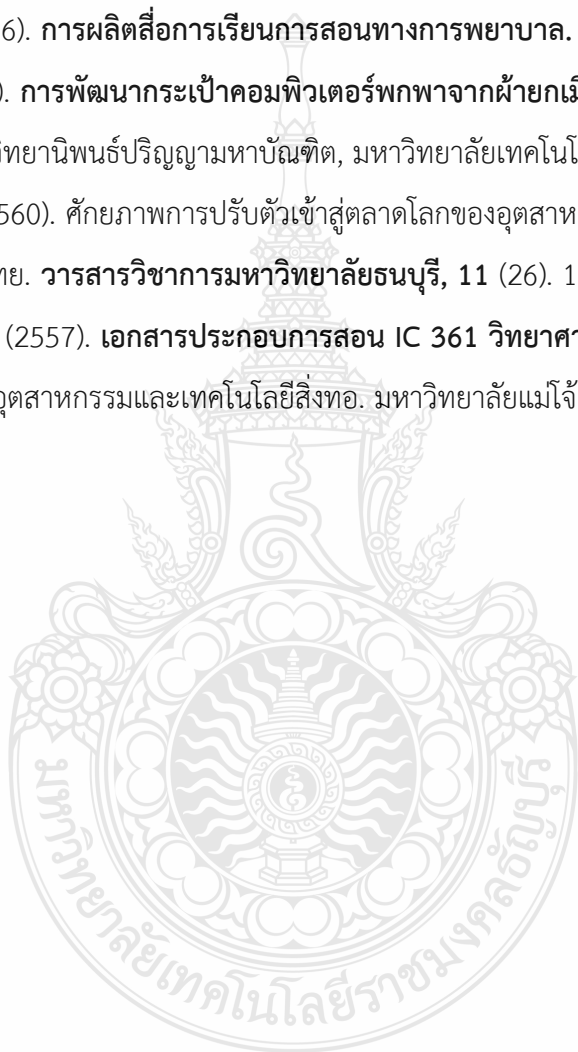 6). การผลิตสื่อการเรียนการสอนทางการพยาบาล.
). การพัฒนากระเป๋าคอมพิวเตอร์พกพาจากผ้ายกเมื
วิทยานิพนธ์ปริญญามหาบัณฑิต, มหาวิทยาลัยเทคโนโ
560). ศักยภาพการปรับตัวเข้าสู่ตลาดโลกของอุตสาห
ทย. วารสารวิชาการมหาวิทยาลัยธนบุรี, 11 (26). 1
(2557). เอกสารประกอบการสอน IC 361 วิทยาศา
อุตสาหกรรมและเทคโนโลยีสิ่งทอ. มหาวิทยาลัยแม่โจ้
มหาวิทยาลัยเทคโนโลยีราชมงคลธัญบุรี